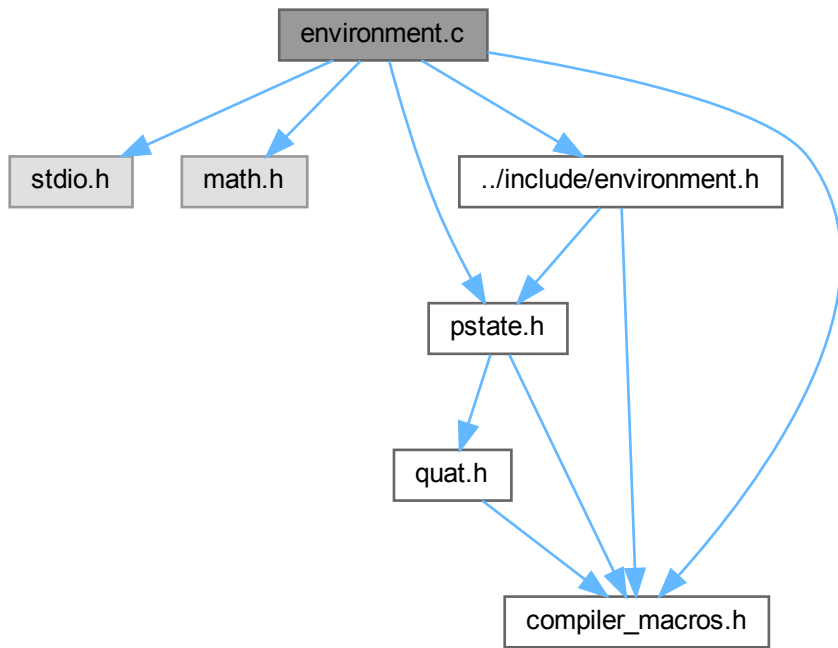 environment.c
stdio.h
math.h
../include/environment.h
pstate.h
quat.h
compiler_macros.h